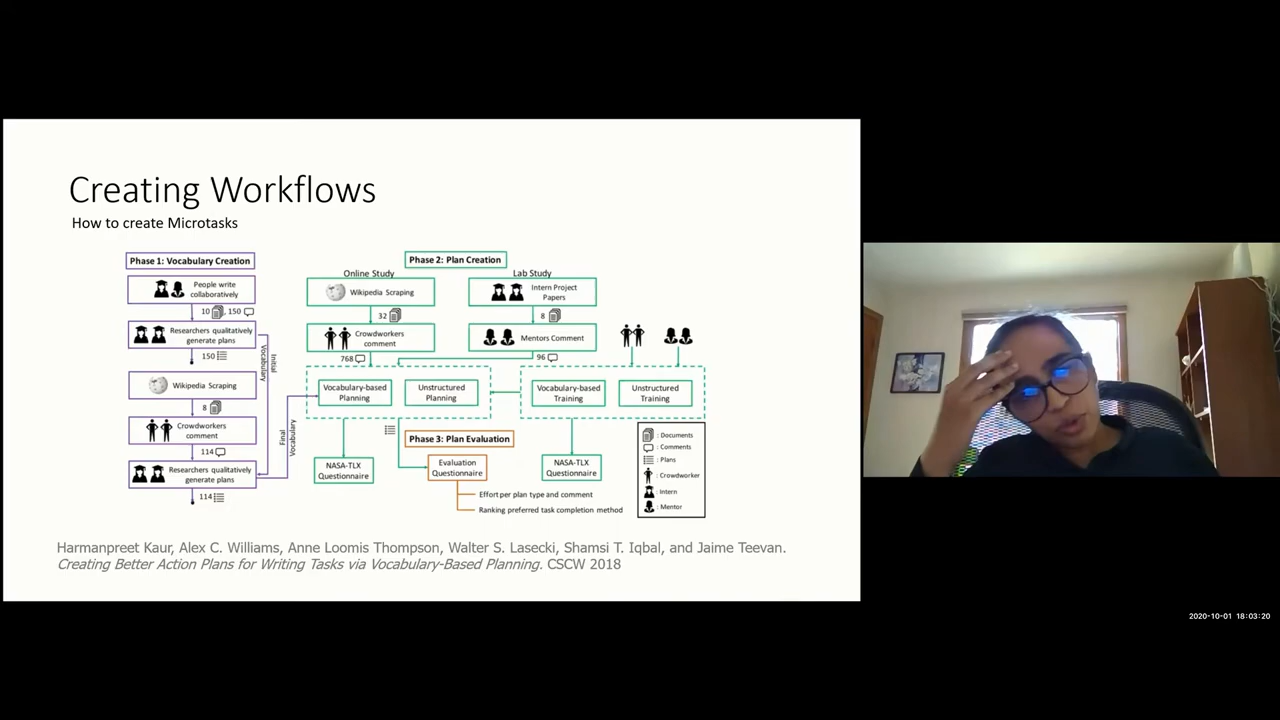 Creating Workflows
How to create Microtasks
Phase 1: Vocabulary Creation
People write
collaboratively
10 , 150
Researchers qualitatively
generate plans
150
Initial
Vocabulary
Wikipedia Scraping
8
Crowdworkers
comment
114
Researchers qualitatively
generate plans
114
Final
Vocabulary
Phase 2: Plan Creation
Online Study
Wikipedia Scraping
32
Crowdworkers
comment
768
Lab Study
Intern Project
Papers
8
Mentors Comment
96
Vocabulary-based
Planning
Unstructured
Planning
Vocabulary-based
Training
Unstructured
Training
NASA-TLX
Questionnaire
Phase 3: Plan Evaluation
Evaluation
Questionnaire
Effort per plan type and comment
Ranking preferred task completion method
NASA-TLX
Questionnaire
: Documents
: Comments
: Plans
: Crowdworker
: Intern
: Mentor
Harmanpreet Kaur, Alex C. Williams, Anne Loomis Thompson, Walter S. Lasecki, Shamsi T. Iqbal, and Jaime Teevan.
Creating Better Action Plans for Writing Tasks via Vocabulary-Based Planning. CSCW 2018
2020-10-01 18:03:20